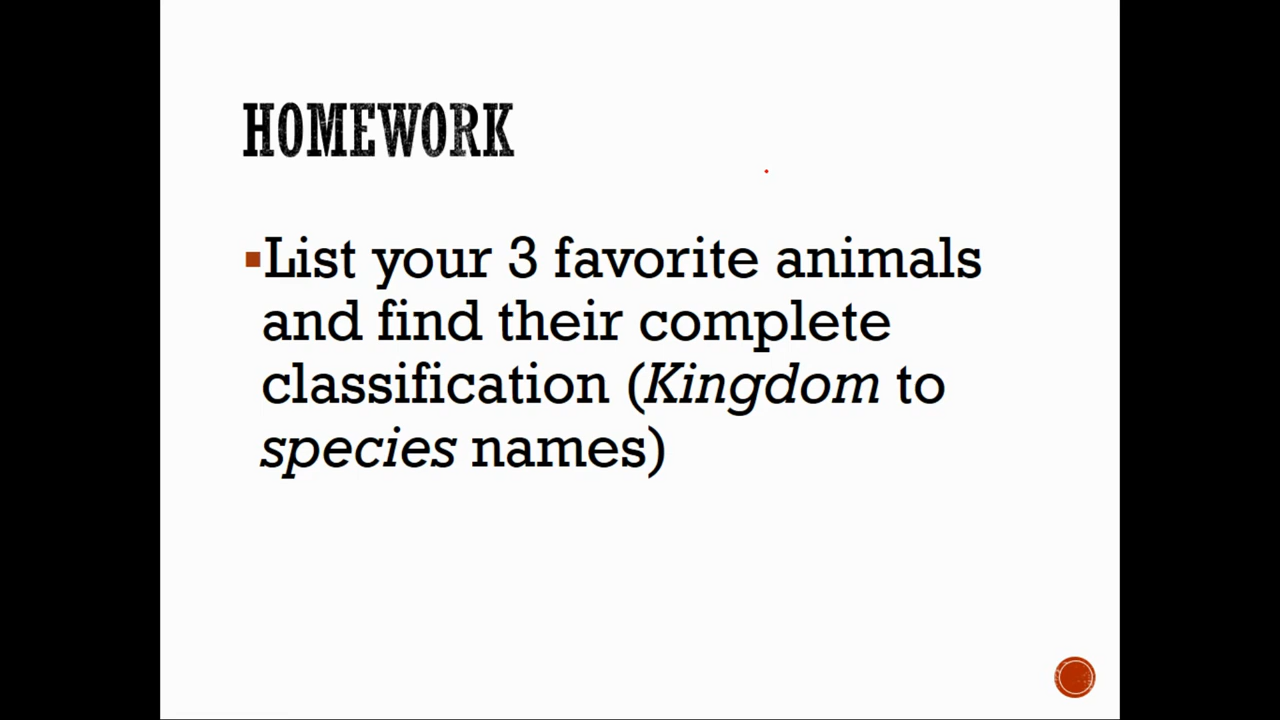 HOMEWORK
▪List your 3 favorite animals
and find their complete
classification (Kingdom to
species names)